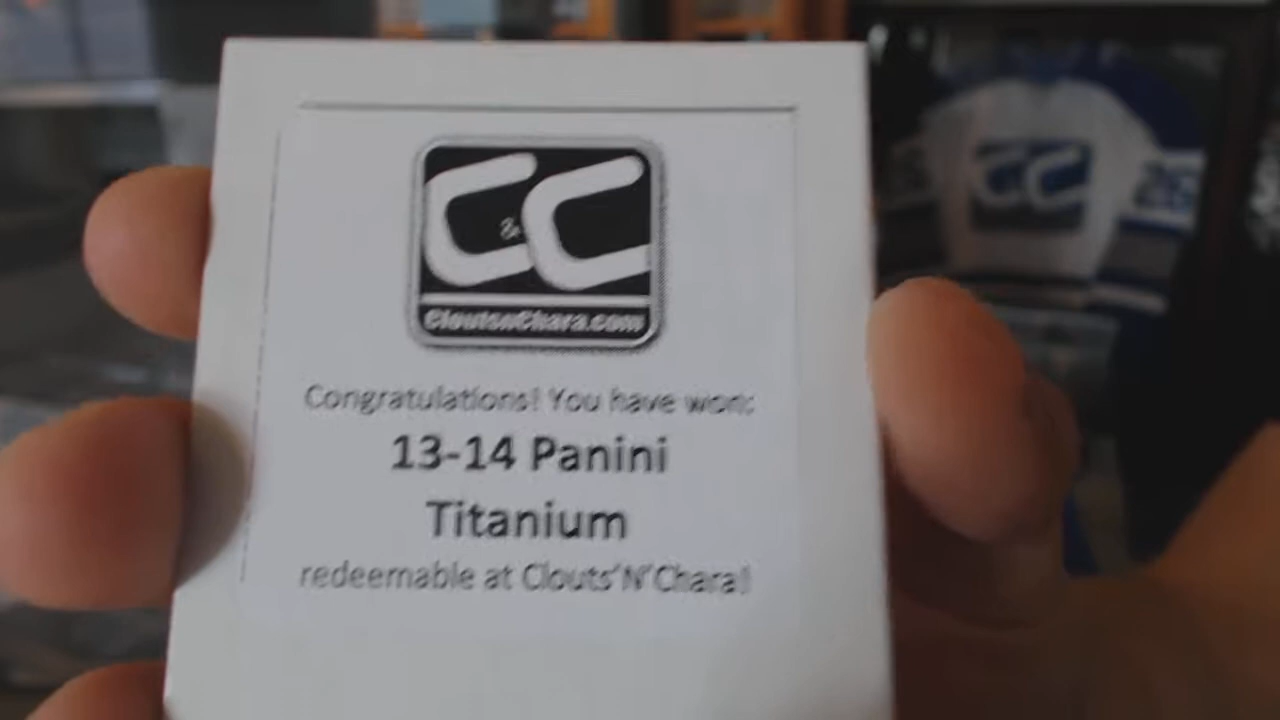 C&C
CloutsnChara.com
Congratulations! You have won:
13-14 Panini
Titanium
redeemable at Clouts'N'Chara!
CC